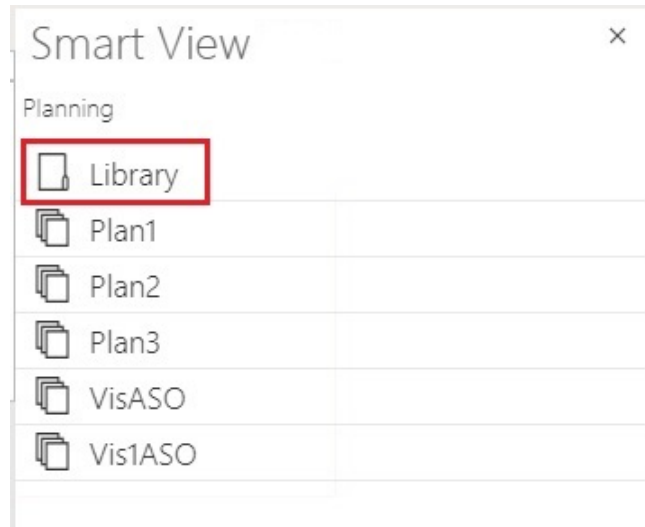 Smart View
Planning
Library
Plan1
Plan2
Plan3
VisASO
Vis1ASO